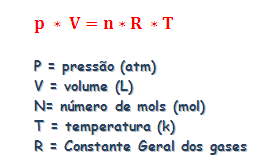 p * V = n * R * T
P = pressão (atm)
V = volume (L)
N= número de mols (mol)
T = temperatura (k)
R = Constante Geral dos gases